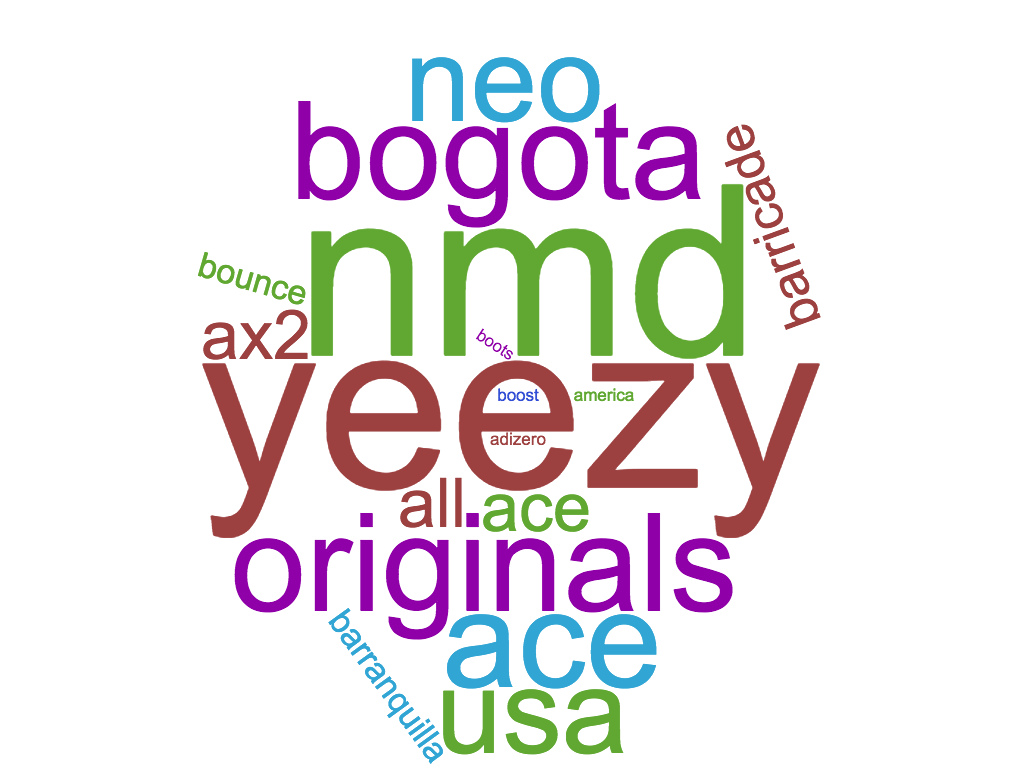 neo
bogota
barricade
nmd
bounce
ax2
boots
yeezy
boost
america
adizero
all
ace
originals
ace
barranquilla
usa